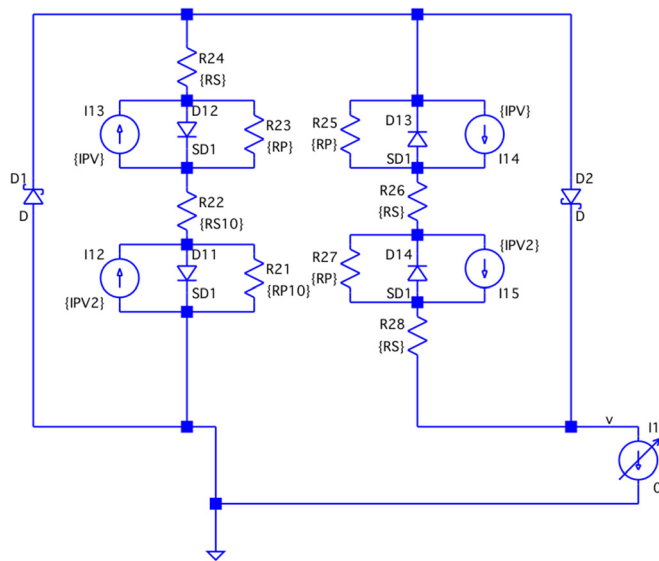 R24
{RS}
I13
D12
R23
{RP}
{IPV}
SD1
R25
{RP}
D13
{IPV}
SD1
I14
D1
D
R22
{RS10}
R26
{RS}
D2
D
I12
D11
R21
{RP10}
{IPV2}
SD1
R27
{RP}
D14
{IPV2}
SD1
I15
R28
{RS}
v
I1
0